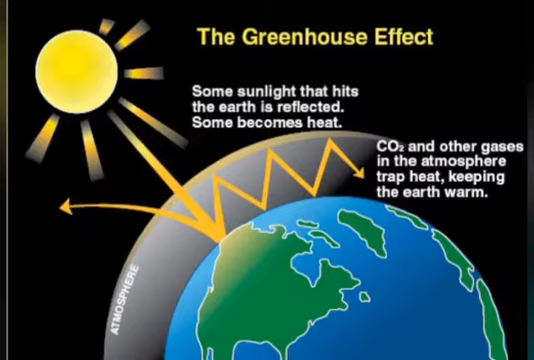 The Greenhouse Effect
Some sunlight that hits
the earth is reflected.
Some becomes heat.
CO₂ and other gases
in the atmosphere
trap heat, keeping
the earth warm.
ATMOSPHERE